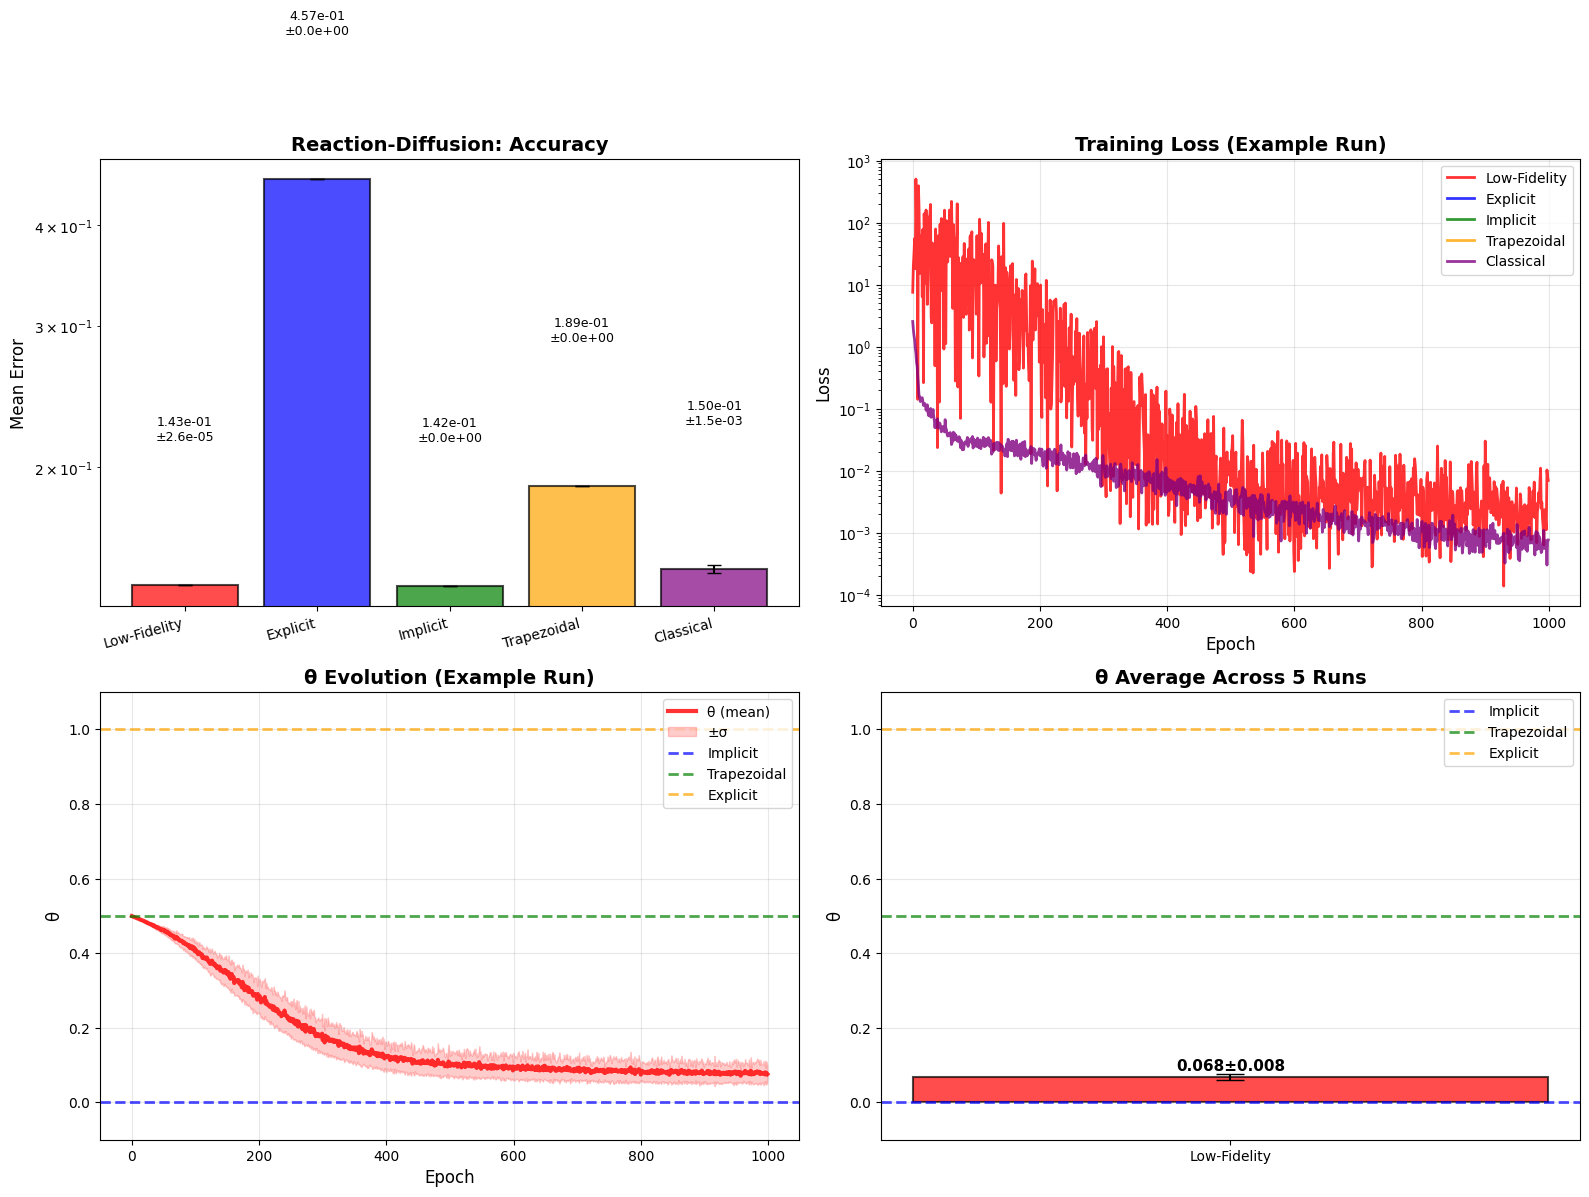 4.57e-01
±0.0e+00
Reaction-Diffusion: Accuracy
Mean Error
4 × 10⁻¹
3 × 10⁻¹
2 × 10⁻¹
1.43e-01
±2.6e-05
1.42e-01
±0.0e+00
1.89e-01
±0.0e+00
1.50e-01
±1.5e-03
Low-Fidelity
Explicit
Implicit
Trapezoidal
Classical
Training Loss (Example Run)
Loss
10³
10²
10¹
10⁰
10⁻¹
10⁻²
10⁻³
10⁻⁴
Low-Fidelity
Explicit
Implicit
Trapezoidal
Classical
0 200 400 600 800 1000
Epoch
θ Evolution (Example Run)
θ
1.0
0.8
0.6
0.4
0.2
0.0
θ (mean)
±σ
Implicit
Trapezoidal
Explicit
0 200 400 600 800 1000
Epoch
θ Average Across 5 Runs
θ
1.0
0.8
0.6
0.4
0.2
0.0
Implicit
Trapezoidal
Explicit
0.068±0.008
Low-Fidelity